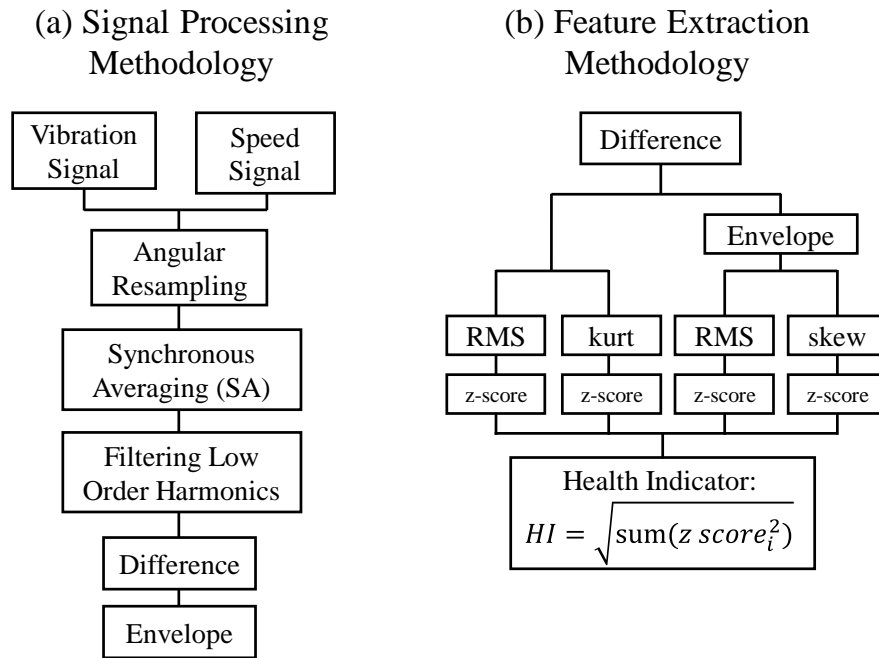 (a) Signal Processing
Methodology
Vibration
Signal
Speed
Signal
Angular
Resampling
Synchronous
Averaging (SA)
Filtering Low
Order Harmonics
Difference
Envelope
(b) Feature Extraction
Methodology
Difference
Envelope
RMS
kurt
RMS
skew
z-score
z-score
z-score
z-score
Health Indicator:
HI = √sum(z score_i^2)